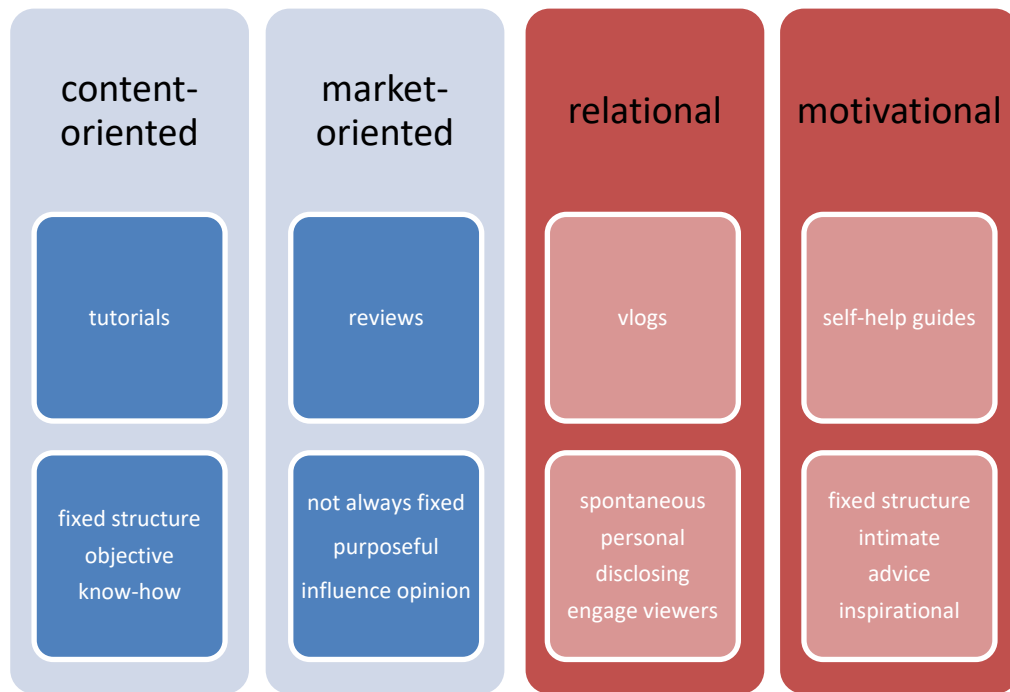 content-
oriented
tutorials
fixed structure
objective
know-how
market-
oriented
reviews
not always fixed
purposeful
influence opinion
relational
vlogs
spontaneous
personal
disclosing
engage viewers
motivational
self-help guides
fixed structure
intimate
advice
inspirational